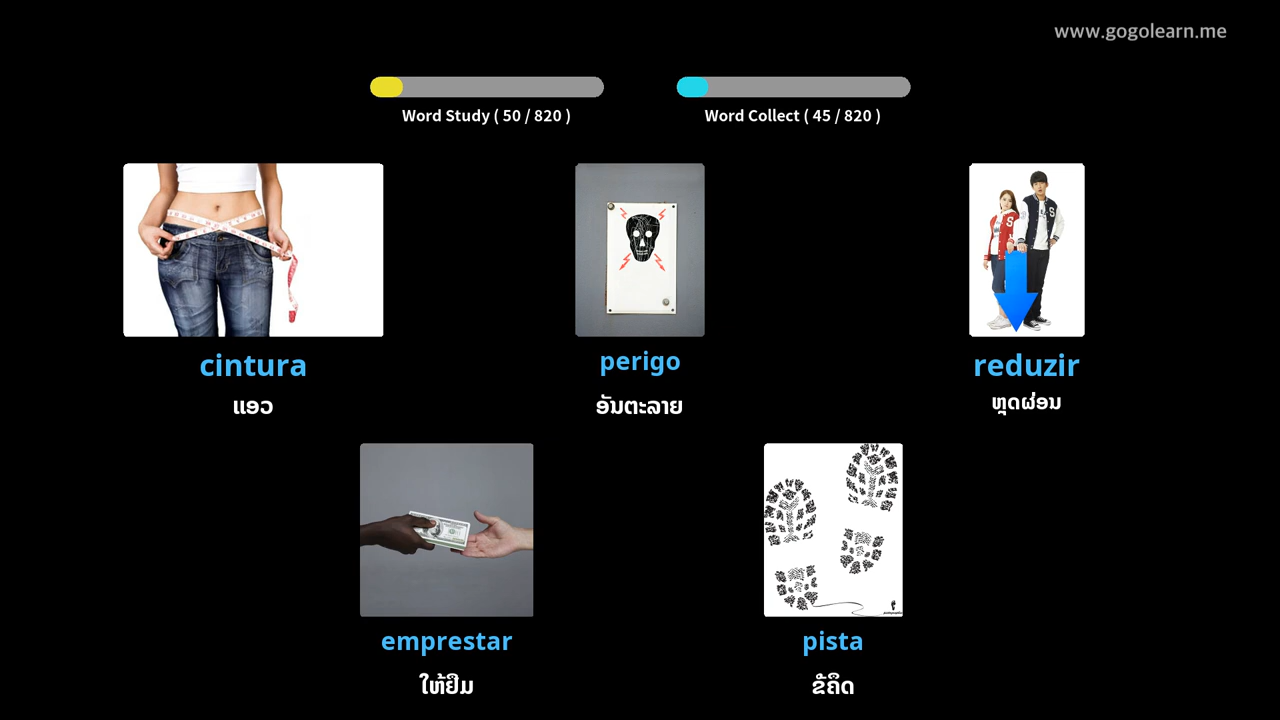 www.gogolearn.me
Word Study ( 50 / 820 )
Word Collect ( 45 / 820 )
cintura
ແອວ
perigo
ອັນຕະລາຍ
reduzir
ຫຼຸດຜ່ອນ
emprestar
ໃຫ້ຢືມ
pista
ຂໍ້ຄຶດ